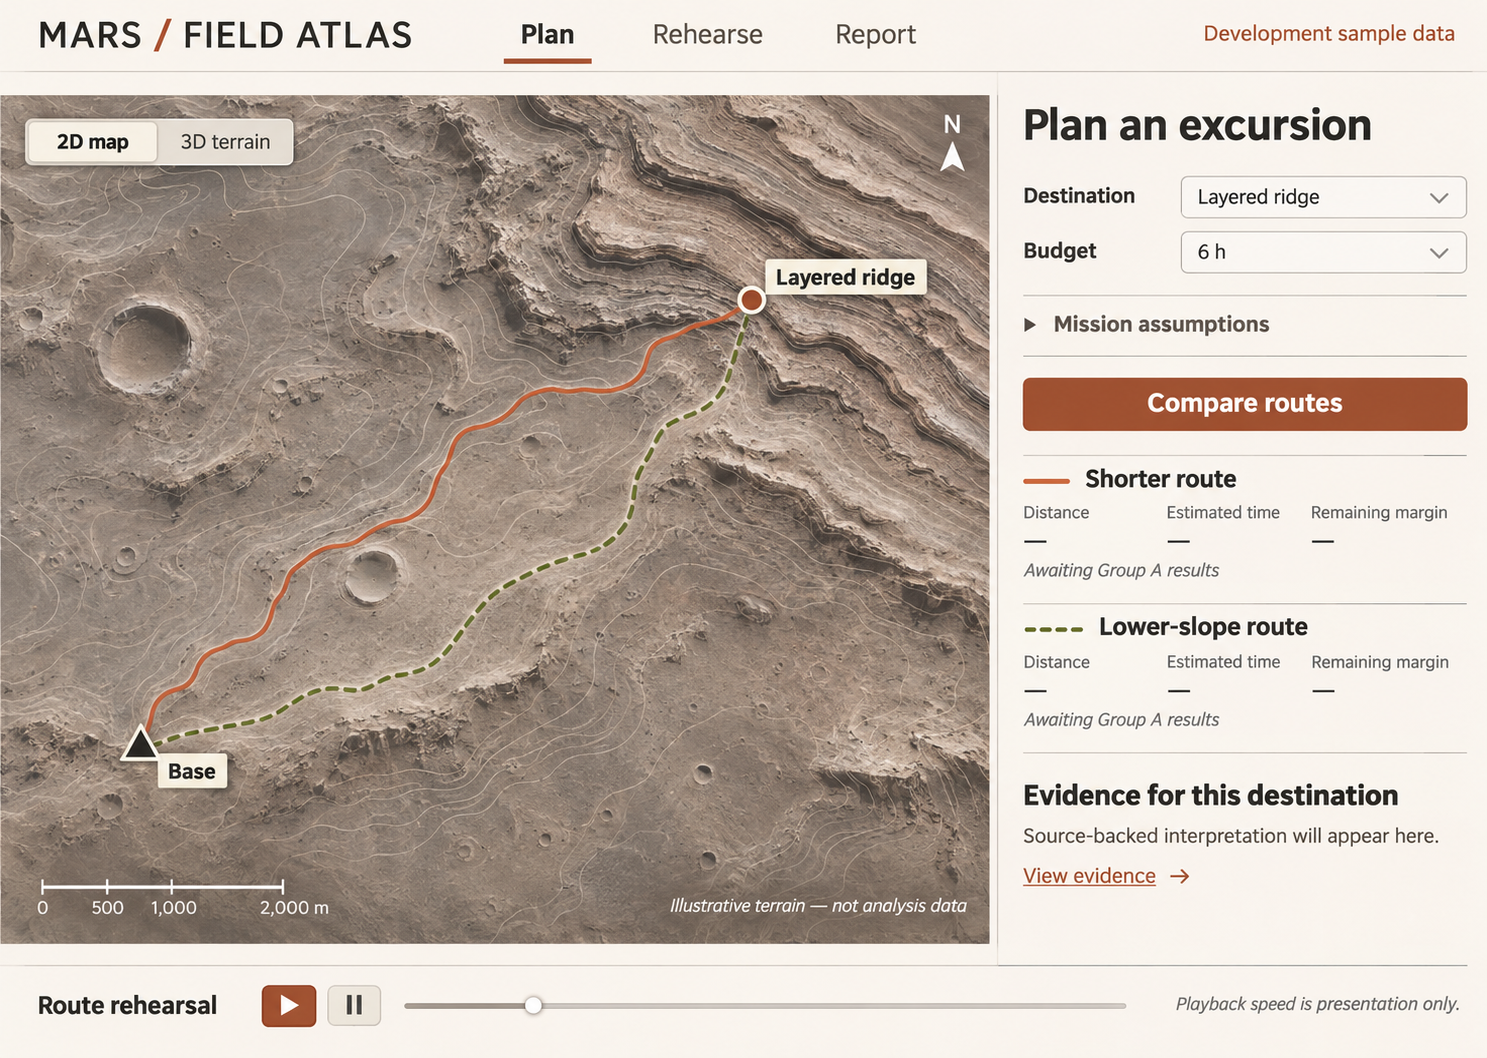 MARS / FIELD ATLAS
Plan
Rehearse
Report
Development sample data
2D map
3D terrain
N
Layered ridge
Base
0 500 1,000 2,000 m
Illustrative terrain — not analysis data
Plan an excursion
Destination
Layered ridge
Budget
6 h
Mission assumptions
Compare routes
Shorter route
Distance Estimated time Remaining margin
— — —
Awaiting Group A results
Lower-slope route
Distance Estimated time Remaining margin
— — —
Awaiting Group A results
Evidence for this destination
Source-backed interpretation will appear here.
View evidence →
Route rehearsal
Playback speed is presentation only.